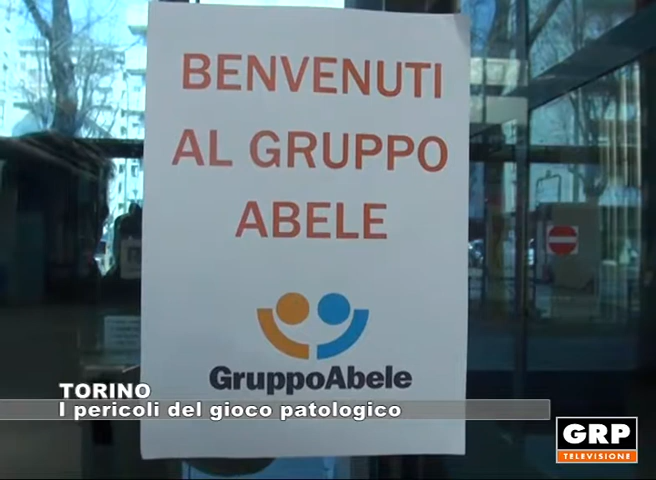 BENVENUTI
AL GRUPPO
ABELE
GruppoAbele
TORINO
I pericoli del gioco patologico
GRP
TELEVISIONE